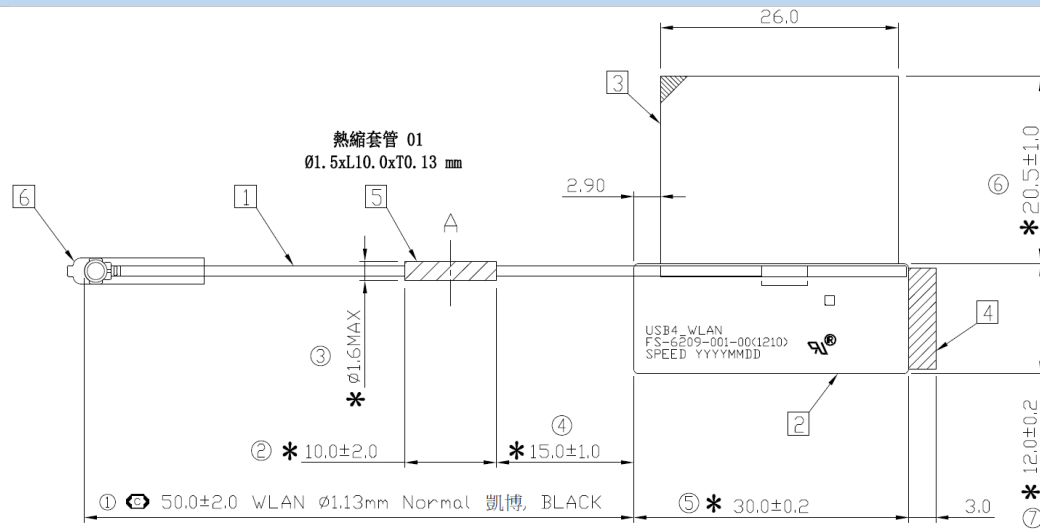 26.0
3
熱縮套管 01
Ø1.5xL10.0xT0.13 mm
2.90
⑥ * 20.5±1.0
6
1
5
A
③ * Ø1.6MAX
USB4_WLAN
FS-6209-001-00(1210)
SPEED YYYYMMDD
4
2
② * 10.0±2.0
④
* 15.0±1.0
① C 50.0±2.0 WLAN Ø1.13mm Normal 凱博, BLACK
⑤ * 30.0±0.2
3.0
* 12.0±0.2
⑦